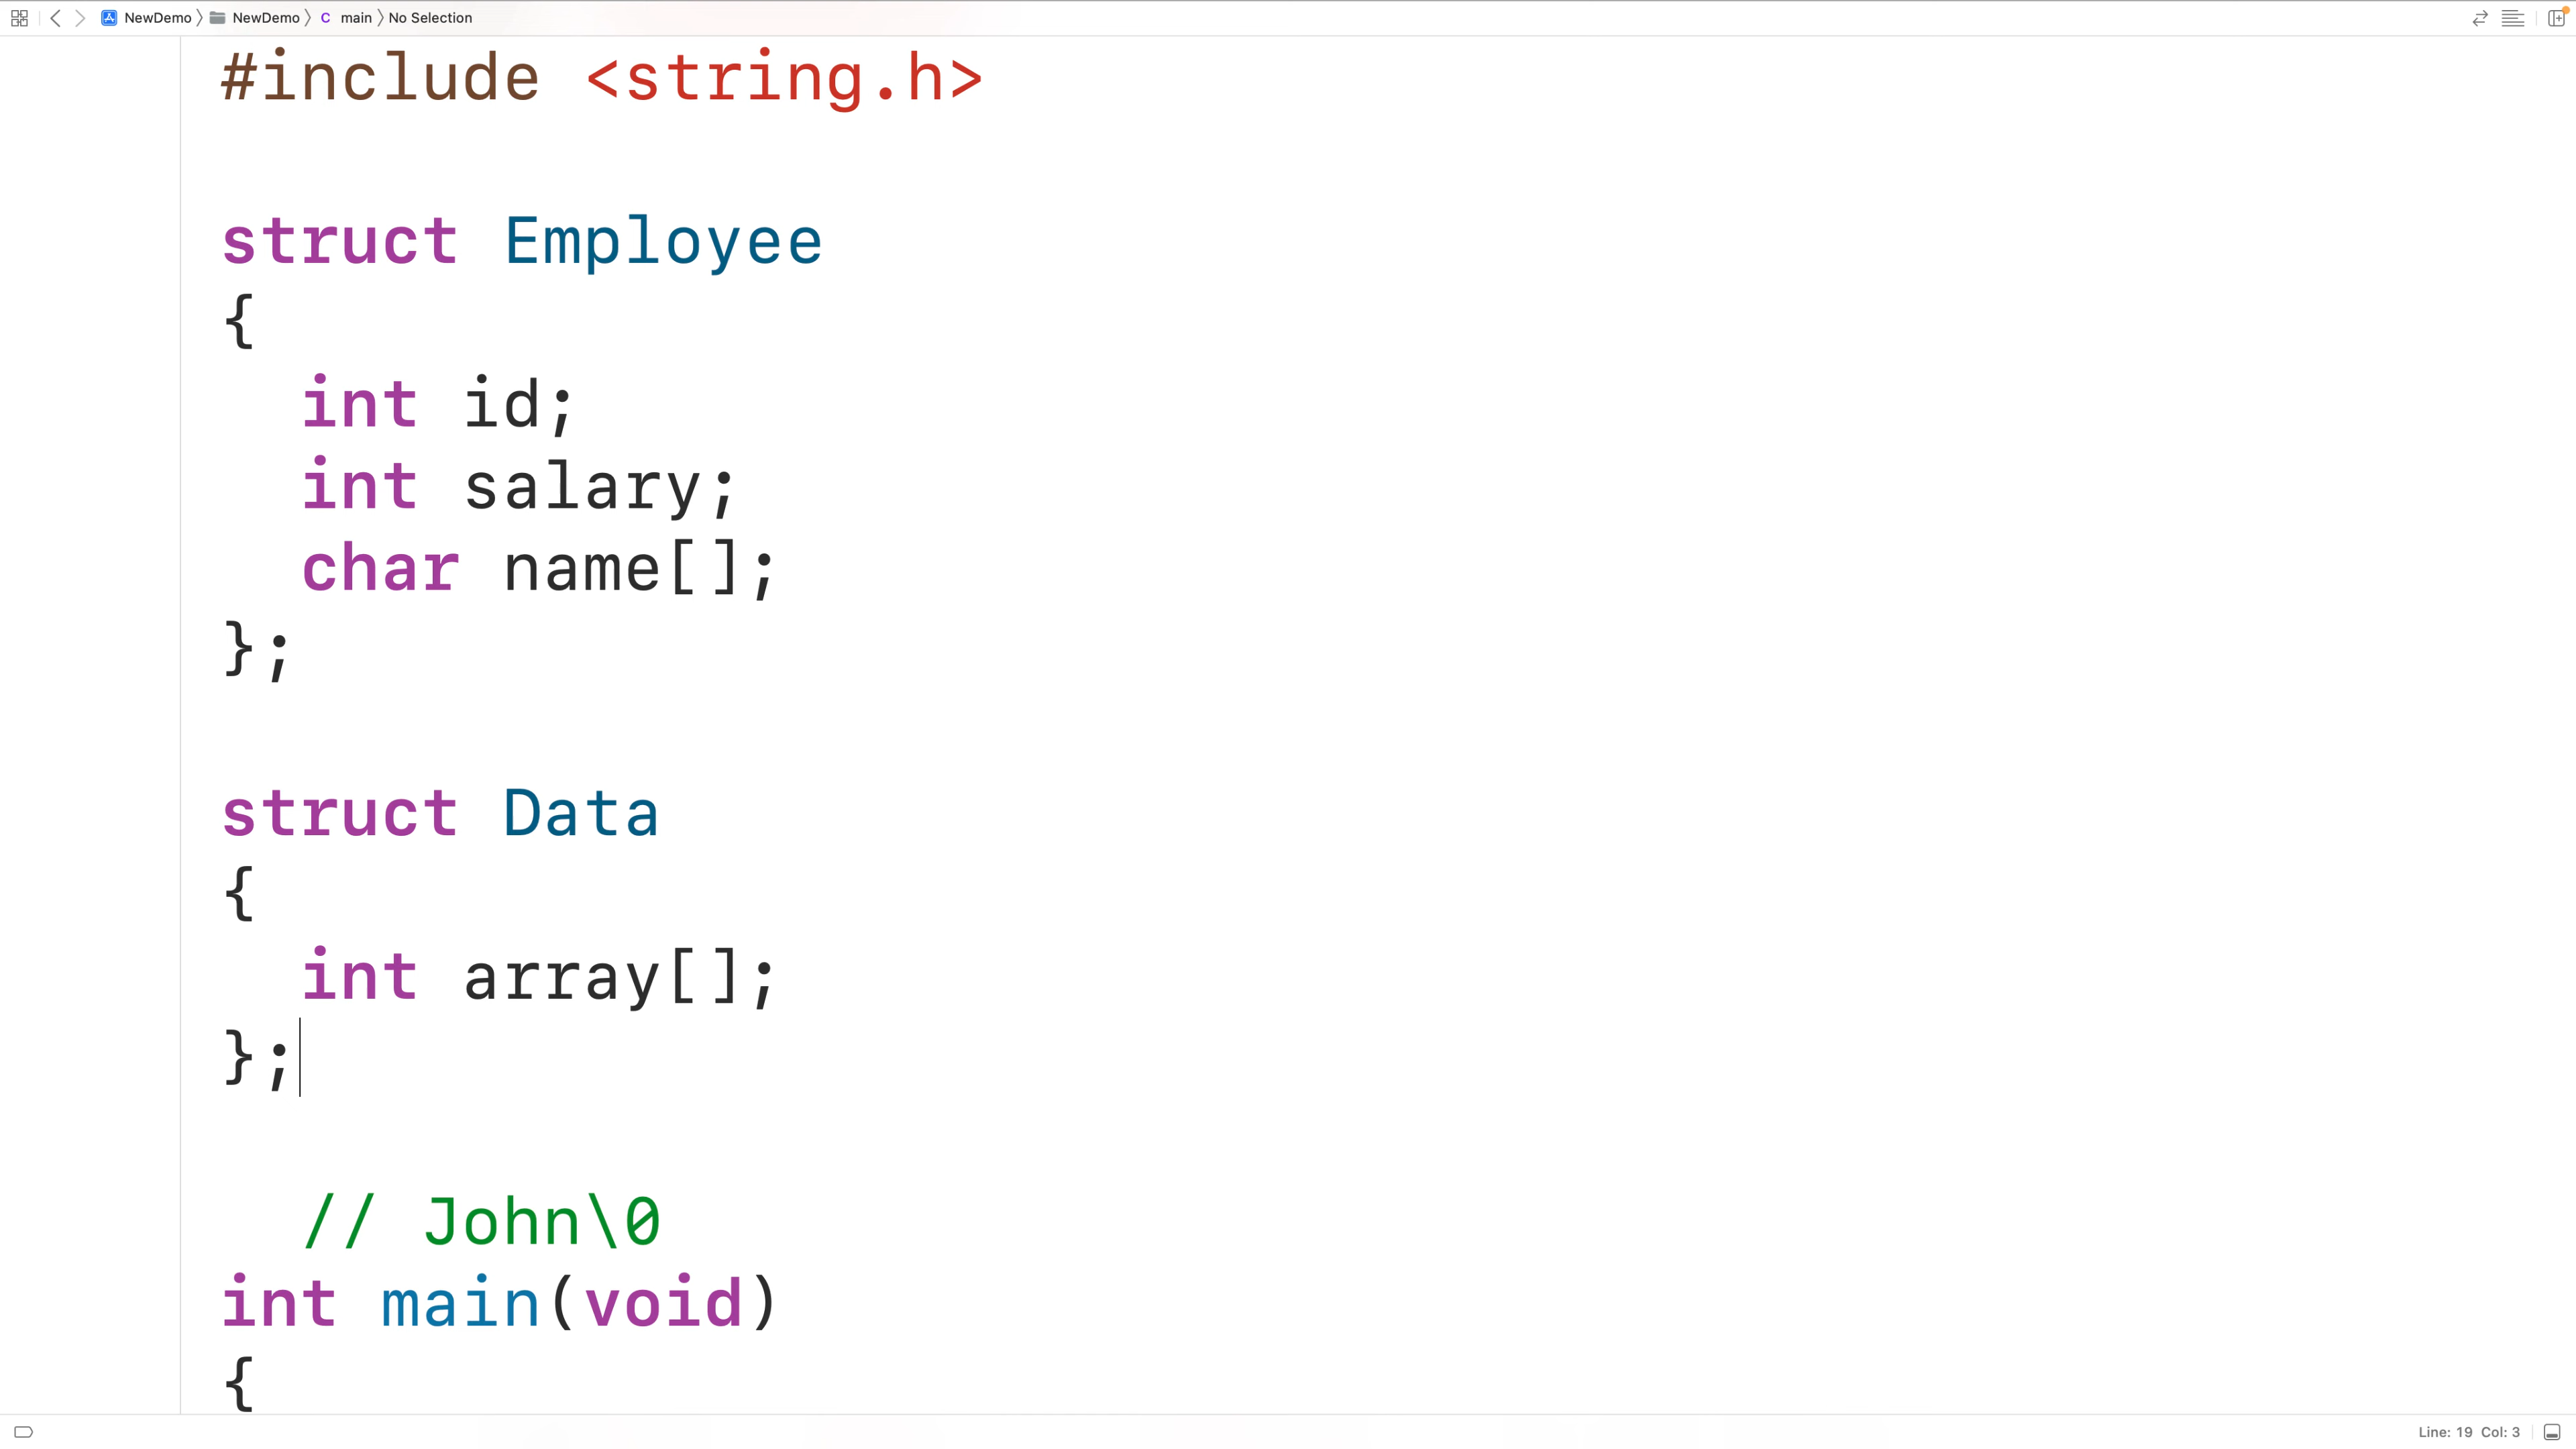 NewDemo NewDemo C main No Selection
#include <string.h>
struct Employee
{
int id;
int salary;
char name[];
};
struct Data
{
int array[];
};
// John\0
int main(void)
{
Line: 19 Col: 3